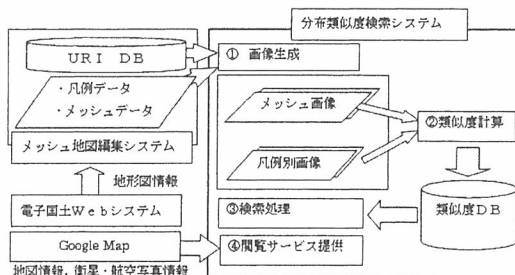 分布類似度検索システム
URI DB
・凡例データ
・メッシュデータ
メッシュ地図編集システム
地形図情報
電子国土Webシステム
Google Map
地図情報,衛星・航空写真情報
① 画像生成
メッシュ画像
凡例別画像
②類似度計算
類似度DB
③検索処理
④閲覧サービス提供